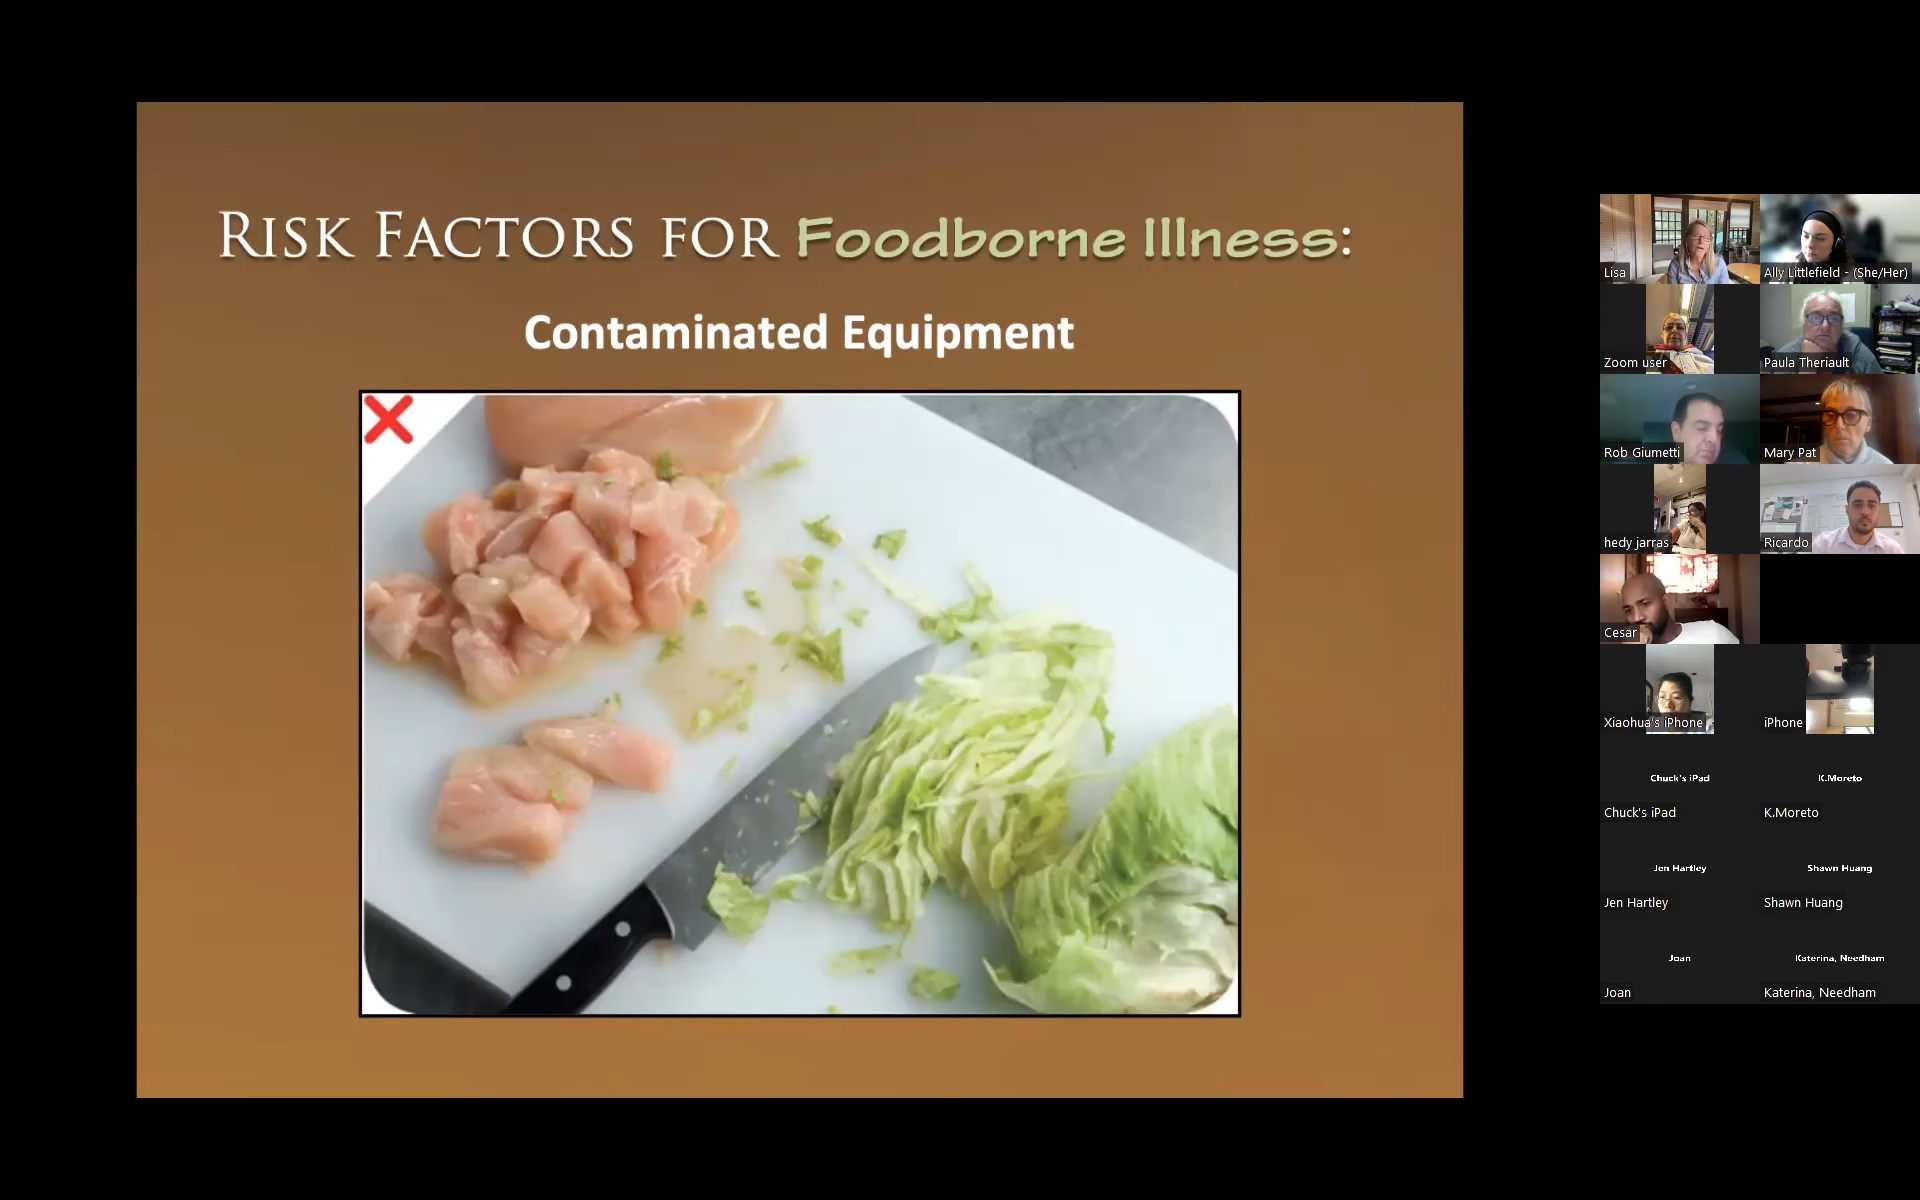 Risk Factors for Foodborne Illness:
Contaminated Equipment
Lisa
Ally Littlefield - (She/Her)
Zoom user
Paula Theriault
Rob Giumetti
Mary Pat
hedy jarras
Ricardo
Cesar
Xiaohua's iPhone
iPhone
Chuck's iPad
K.Moreto
Chuck's iPad
K.Moreto
Jen Hartley
Shawn Huang
Jen Hartley
Shawn Huang
Joan
Katerina, Needham
Joan
Katerina, Needham